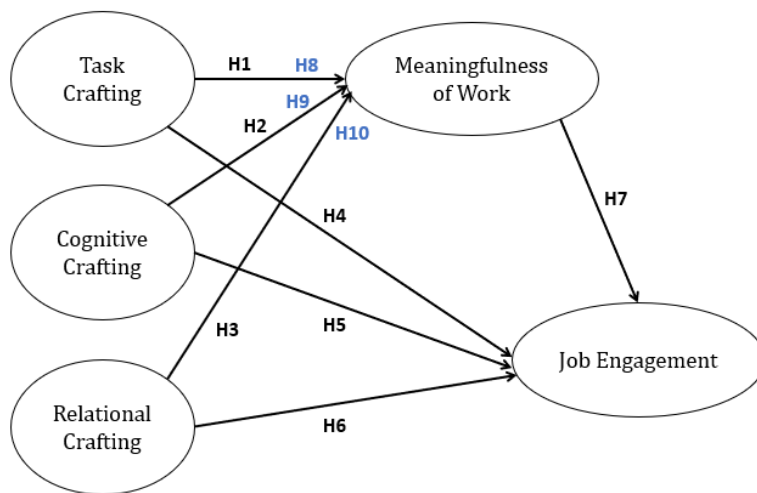 Task
Crafting
H1
H8
Meaningfulness
of Work
H9
H2
H10
H7
H4
Cognitive
Crafting
H5
H3
Job Engagement
Relational
Crafting
H6